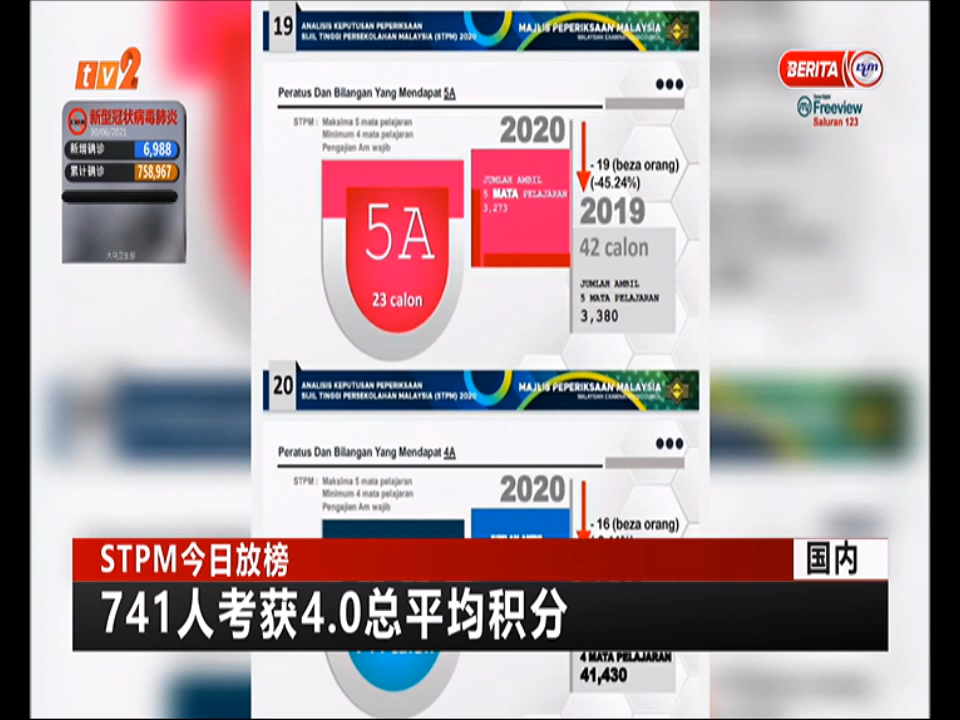 19
ANALISIS KEPUTUSAN PEPERIKSAAN
SIJIL TINGGI PERSEKOLAHAN MALAYSIA (STPM) 2020
MAJLIS PEPERIKSAAN MALAYSIA
tv2
BERITA rtm
Freeview
Saluran 123
新型冠状病毒肺炎
30/06/2021
新增确诊 6,988
累计确诊 758,967
大马卫生部
Peratus Dan Bilangan Yang Mendapat 5A
STPM : Maksima 5 mata pelajaran
Minimum 4 mata pelajaran
Pengajian Am wajib
2020
- 19 (beza orang)
(-45.24%)
JUMLAH AMBIL
5 MATA PELAJARAN
3,273
5A
23 calon
2019
42 calon
JUMLAH AMBIL
5 MATA PELAJARAN
3,380
20
ANALISIS KEPUTUSAN PEPERIKSAAN
SIJIL TINGGI PERSEKOLAHAN MALAYSIA (STPM) 2020
MAJLIS PEPERIKSAAN MALAYSIA
Peratus Dan Bilangan Yang Mendapat 4A
STPM : Maksima 5 mata pelajaran
Minimum 4 mata pelajaran
Pengajian Am wajib
2020
- 16 (beza orang)
STPM今日放榜
国内
741人考获4.0总平均积分
4 MATA PELAJARAN
41,430